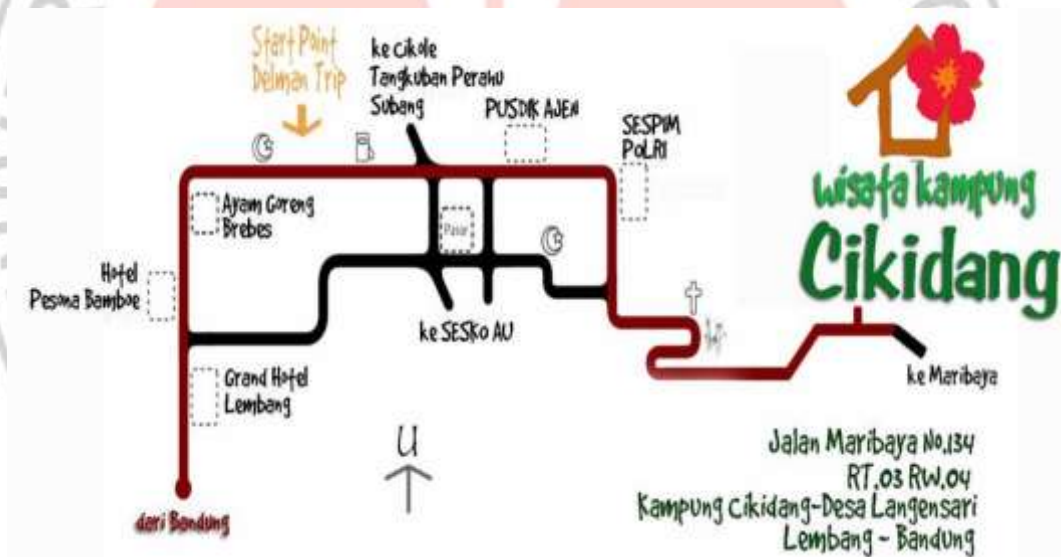 Start Point
Delman Trip
ke Cikole
Tangkuban Perahu
Subang
PUSDIK AJEN
SESPIM
POLRI
wisata kampung
Cikidang
Ayam Goreng
Brebes
Pasar
Hotel
Pesona Bamboe
ke SESKO AU
Grand Hotel
Lembang
ke Maribaya
U
dari Bandung
Jalan Maribaya No.134
RT.03 RW.04
Kampung Cikidang-Desa Langensari
Lembang - Bandung